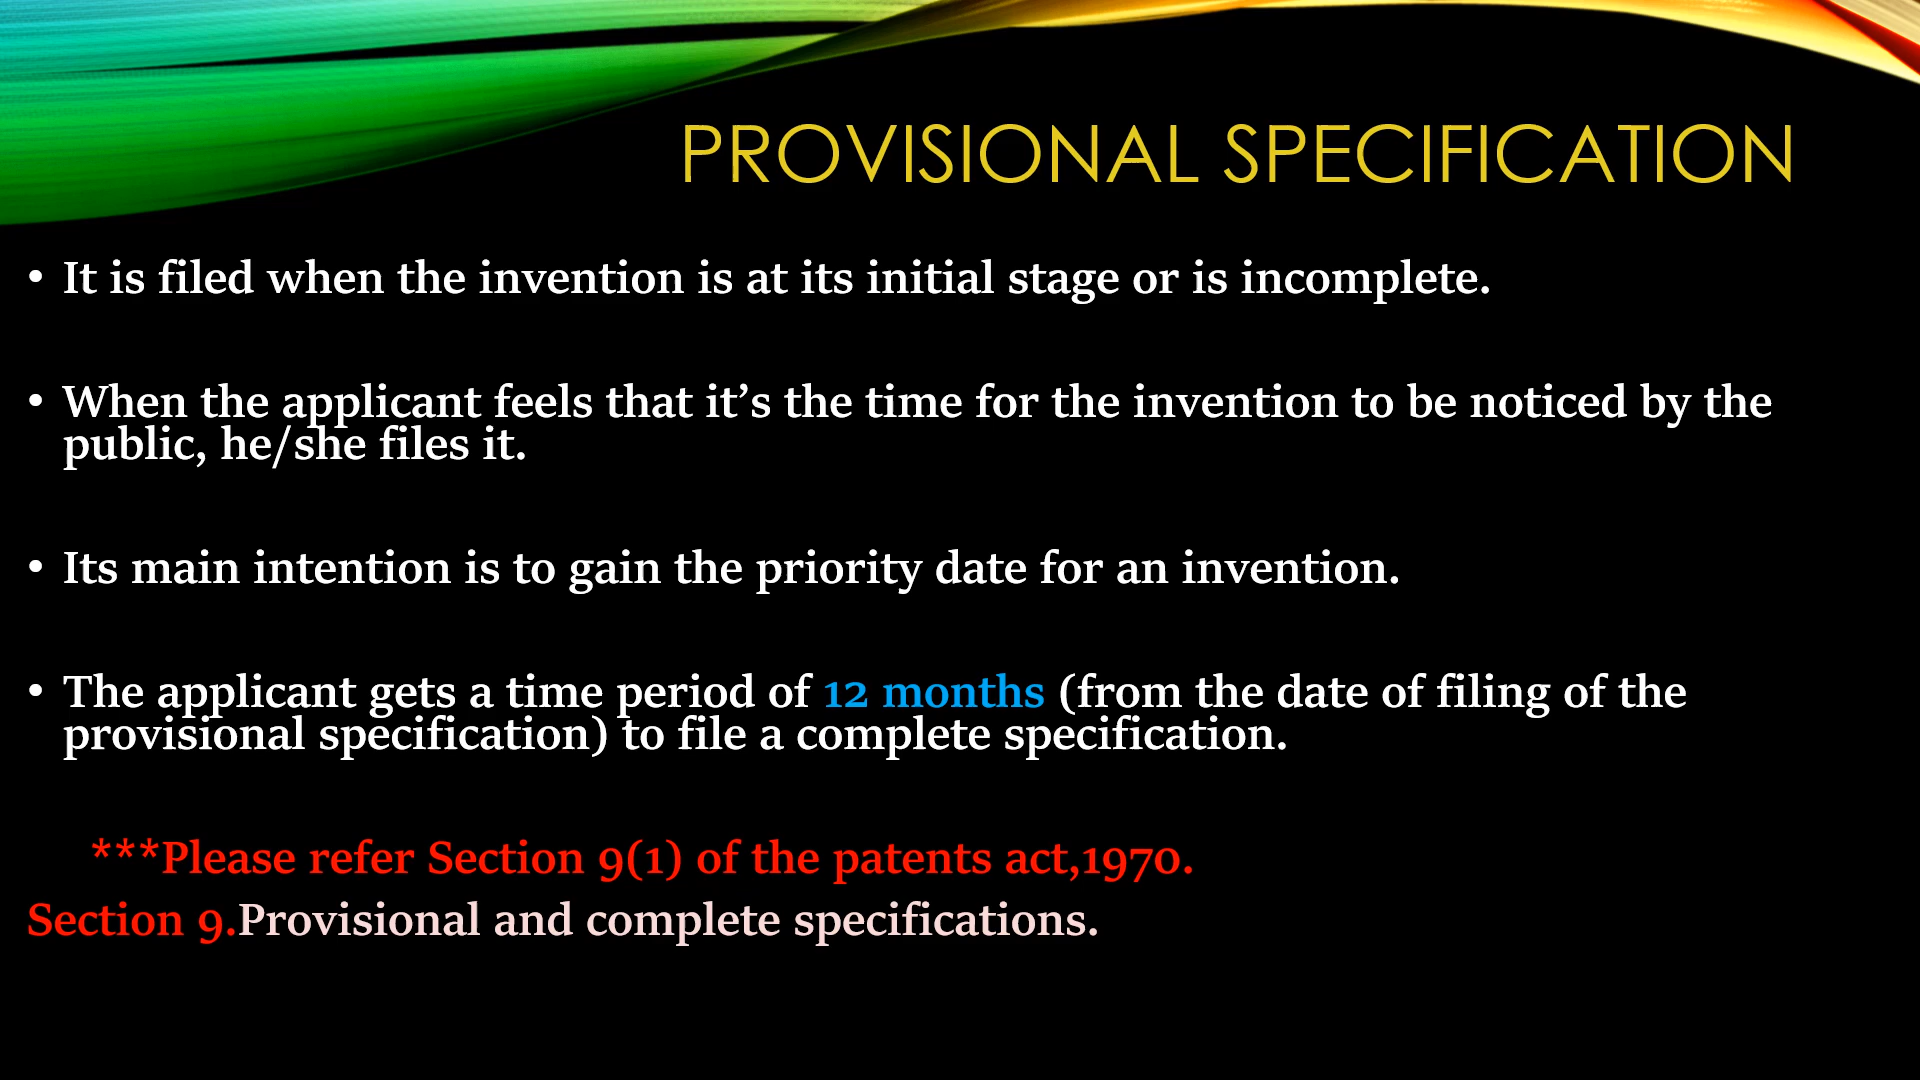 PROVISIONAL SPECIFICATION
• It is filed when the invention is at its initial stage or is incomplete.
• When the applicant feels that it’s the time for the invention to be noticed by the
public, he/she files it.
• Its main intention is to gain the priority date for an invention.
• The applicant gets a time period of 12 months (from the date of filing of the
provisional specification) to file a complete specification.
***Please refer Section 9(1) of the patents act,1970.
Section 9.Provisional and complete specifications.